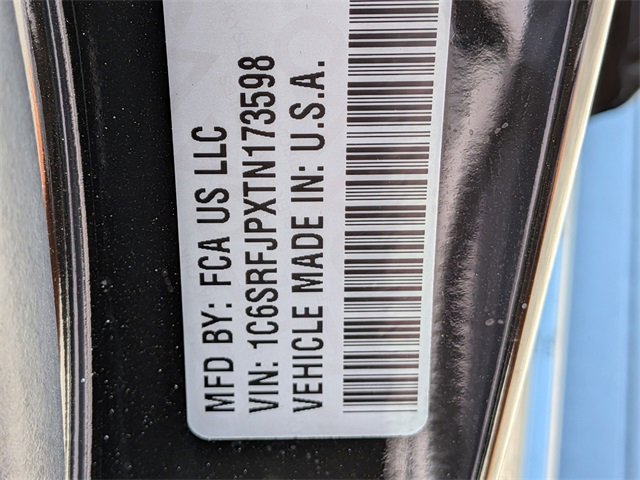 MFD BY: FCA US LLC
VIN: 1C6SRFJPXTN173598
VEHICLE MADE IN: U.S.A.